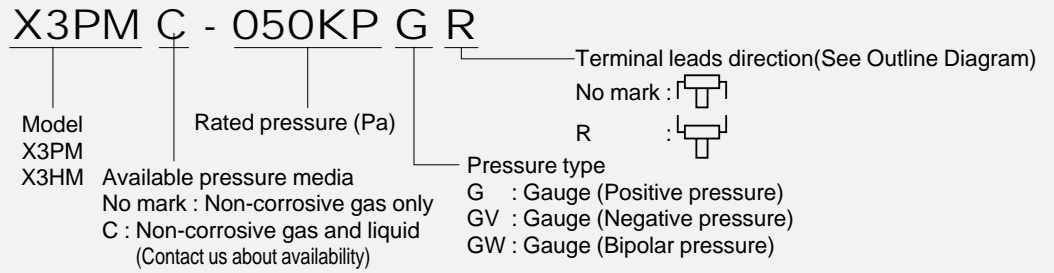 X3PM C - 050KP G R
Terminal leads direction(See Outline Diagram)
No mark :
R :
Model
X3PM
X3HM
Rated pressure (Pa)
Available pressure media
No mark : Non-corrosive gas only
C : Non-corrosive gas and liquid
(Contact us about availability)
Pressure type
G : Gauge (Positive pressure)
GV : Gauge (Negative pressure)
GW : Gauge (Bipolar pressure)